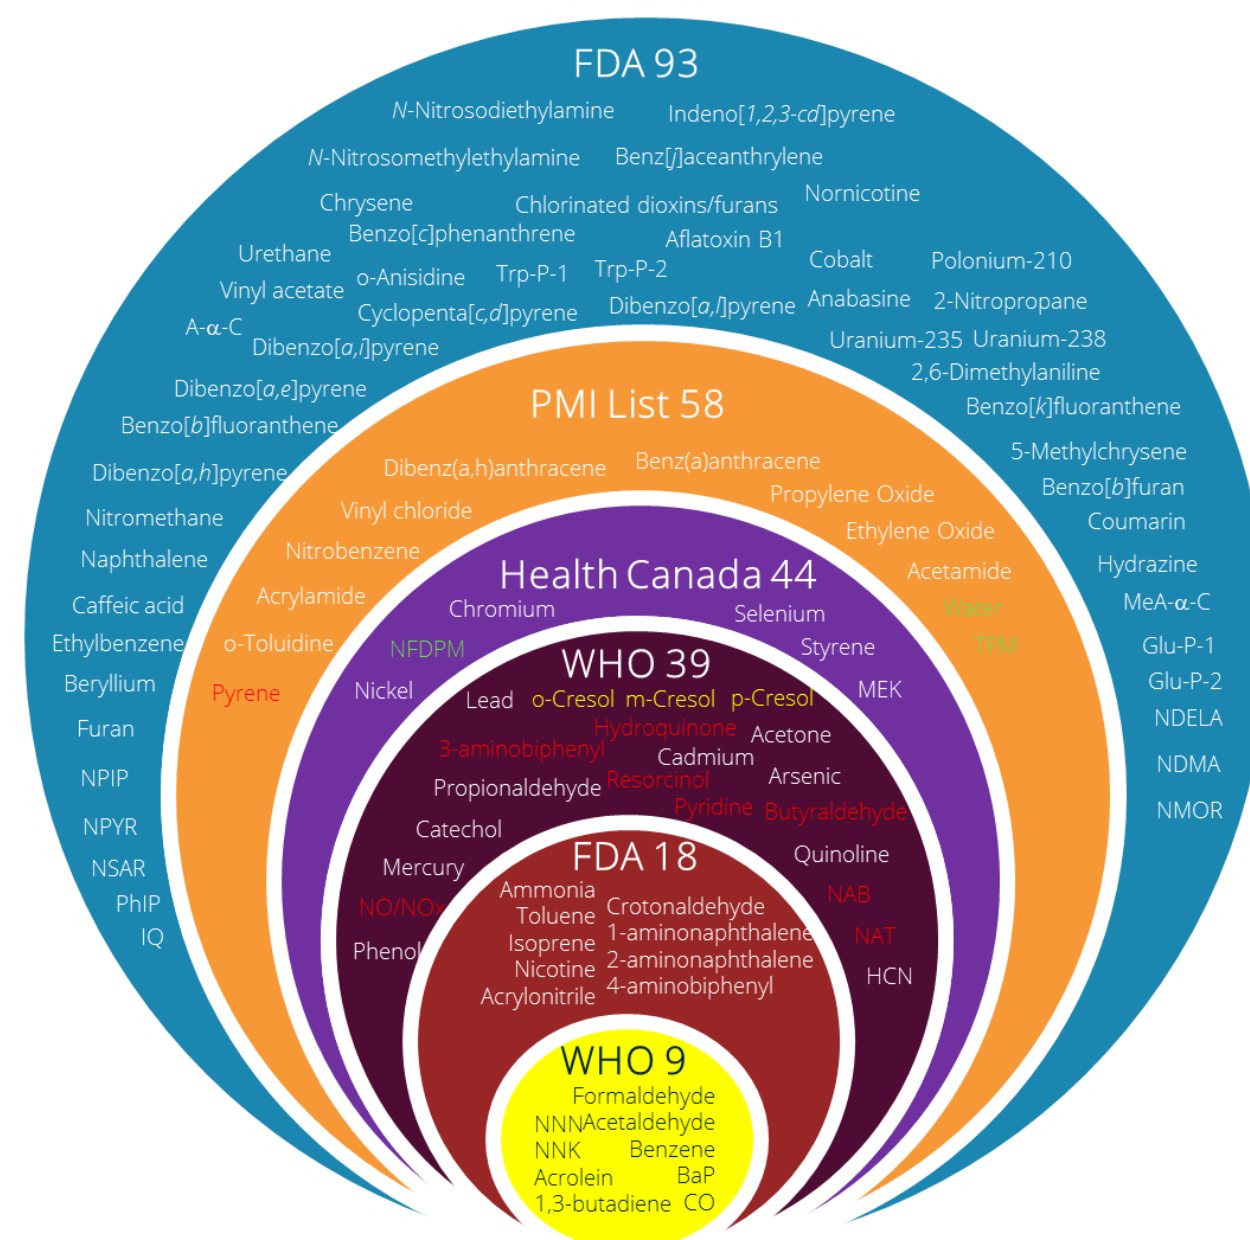 FDA 93
N-Nitrosodiethylamine
Indeno[1,2,3-cd]pyrene
N-Nitrosomethylethylamine
Benz[j]aceanthrylene
Nornicotine
Chrysene
Chlorinated dioxins/furans
Benzo[c]phenanthrene
Aflatoxin B1
Urethane
o-Anisidine
Trp-P-1
Trp-P-2
Cobalt
Polonium-210
Vinyl acetate
Cyclopenta[c,d]pyrene
Dibenzo[a,l]pyrene
Anabasine
2-Nitropropane
A-α-C
Dibenzo[a,i]pyrene
Uranium-235
Uranium-238
2,6-Dimethylaniline
Dibenzo[a,e]pyrene
Benzo[k]fluoranthene
Benzo[b]fluoranthene
5-Methylchrysene
Dibenzo[a,h]pyrene
Benzo[b]furan
Nitromethane
Coumarin
Naphthalene
Hydrazine
Caffeic acid
MeA-α-C
Ethylbenzene
Glu-P-1
Beryllium
Glu-P-2
Furan
NDELA
NPIP
NDMA
NPYR
NMOR
NSAR
PhIP
IQ
PMI List 58
Dibenz(a,h)anthracene
Benz(a)anthracene
Vinyl chloride
Propylene Oxide
Nitrobenzene
Ethylene Oxide
Acrylamide
Acetamide
Water
o-Toluidine
TPM
Pyrene
Health Canada 44
Chromium
Selenium
NFDPM
Styrene
Nickel
MEK
WHO 39
Lead
o-Cresol
m-Cresol
p-Cresol
Hydroquinone
Acetone
3-aminobiphenyl
Cadmium
Propionaldehyde
Resorcinol
Arsenic
Pyridine
Butyraldehyde
Catechol
Quinoline
Mercury
NAB
NO/NOx
NAT
Phenol
HCN
FDA 18
Ammonia
Toluene
Isoprene
Nicotine
Acrylonitrile
Crotonaldehyde
1-aminonaphthalene
2-aminonaphthalene
4-aminobiphenyl
WHO 9
Formaldehyde
NNN
Acetaldehyde
NNK
Benzene
Acrolein
BaP
1,3-butadiene
CO